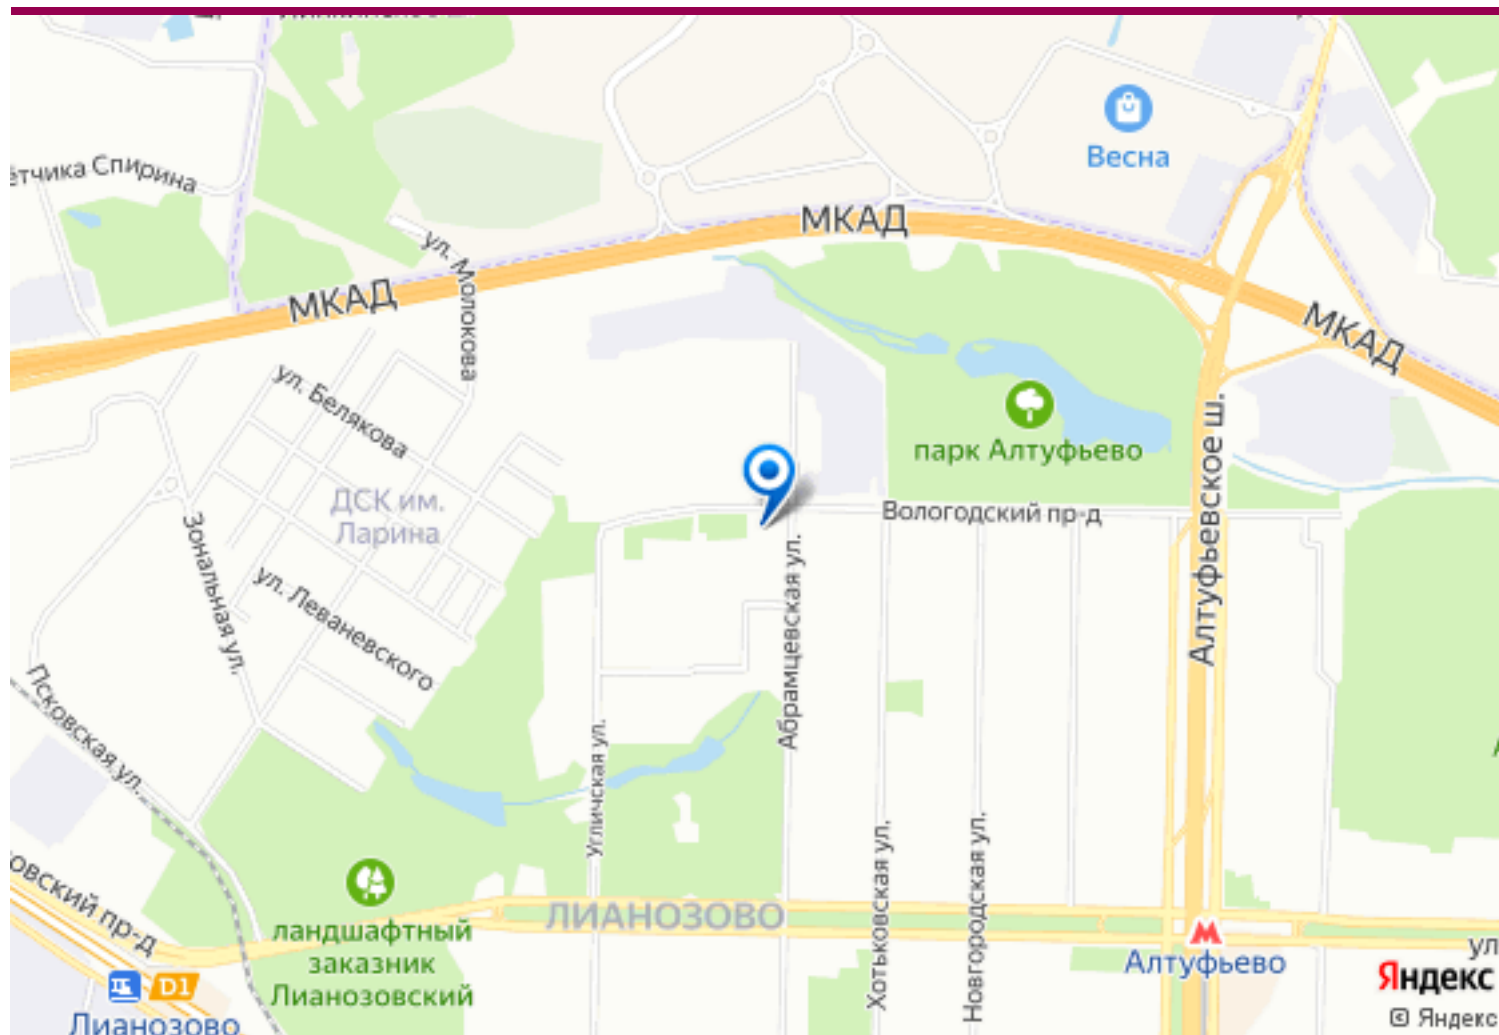 ётчика Спирина
Весна
МКАД
ул. Молокова
МКАД
МКАД
ул. Белякова
парк Алтуфьево
Алтуфьевское ш.
ДСК им.
Ларина
Вологодский пр-д
Зональная ул.
ул. Леваневского
Абрамцевская ул.
Псковская ул.
Угличская ул.
Хотьковская ул.
Новгородская ул.
овский пр-д
ландшафтный
заказник
Лианозовский
ЛИАНОЗОВО
Алтуфьево
D1
Лианозово
ул
Яндекс
© Яндекс